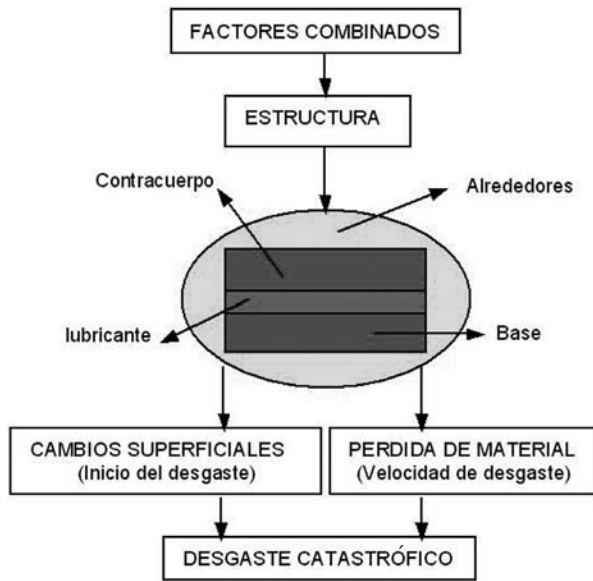 FACTORES COMBINADOS
ESTRUCTURA
Contracuerpo
Alrededores
lubricante
Base
CAMBIOS SUPERFICIALES
(Inicio del desgaste)
PERDIDA DE MATERIAL
(Velocidad de desgaste)
DESGASTE CATASTRÓFICO